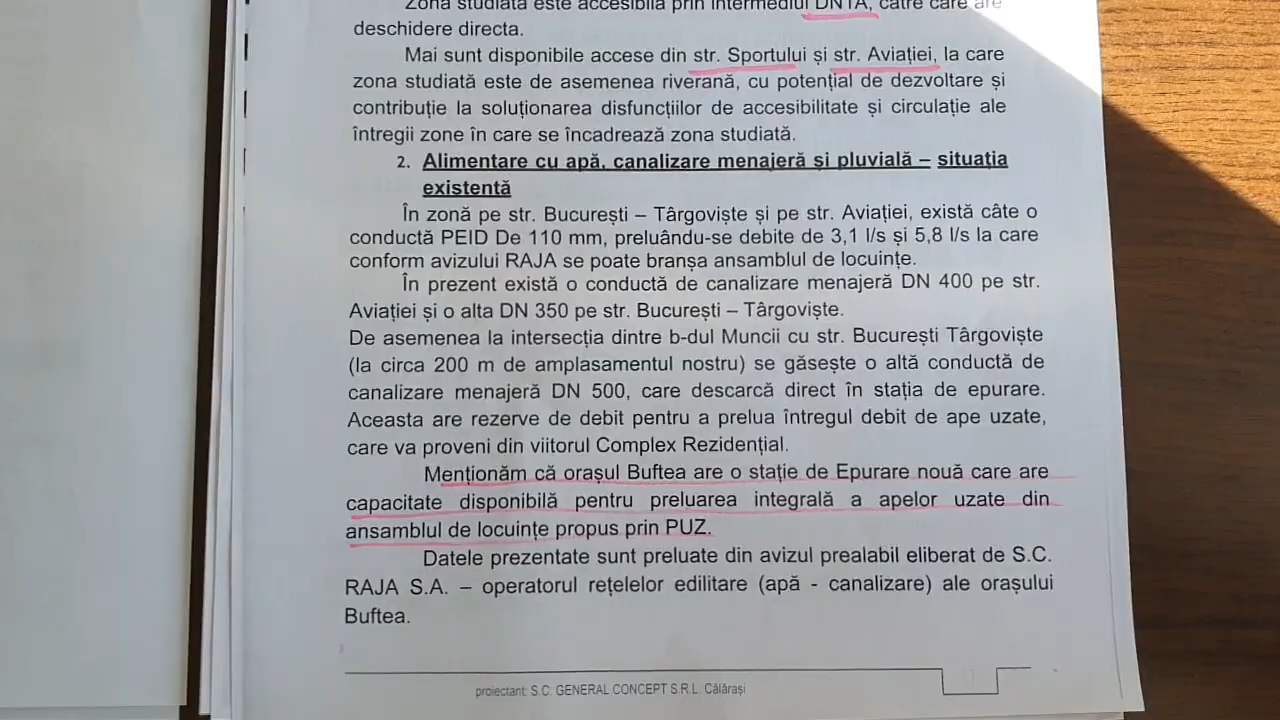 Zona studiată este accesibilă prin intermediul DN1A, către care are
deschidere directa.
Mai sunt disponibile accese din str. Sportului și str. Aviației, la care
zona studiată este de asemenea riverană, cu potențial de dezvoltare și
contribuție la soluționarea disfuncțiilor de accesibilitate și circulație ale
întregii zone în care se încadrează zona studiată.
2. Alimentare cu apă, canalizare menajeră și pluvială – situația
existentă
În zonă pe str. București – Târgoviște și pe str. Aviației, există câte o
conductă PEID De 110 mm, preluându-se debite de 3,1 l/s și 5,8 l/s la care
conform avizului RAJA se poate branșa ansamblul de locuințe.
În prezent există o conductă de canalizare menajeră DN 400 pe str.
Aviației și o alta DN 350 pe str. București – Târgoviște.
De asemenea la intersecția dintre b-dul Muncii cu str. București Târgoviște
(la circa 200 m de amplasamentul nostru) se găsește o altă conductă de
canalizare menajeră DN 500, care descarcă direct în stația de epurare.
Aceasta are rezerve de debit pentru a prelua întregul debit de ape uzate,
care va proveni din viitorul Complex Rezidențial.
Menționăm că orașul Buftea are o stație de Epurare nouă care are
capacitate disponibilă pentru preluarea integrală a apelor uzate din
ansamblul de locuințe propus prin PUZ.
Datele prezentate sunt preluate din avizul prealabil eliberat de S.C.
RAJA S.A. – operatorul rețelelor edilitare (apă - canalizare) ale orașului
Buftea.
proiectant: S.C. GENERAL CONCEPT S.R.L. Călărași